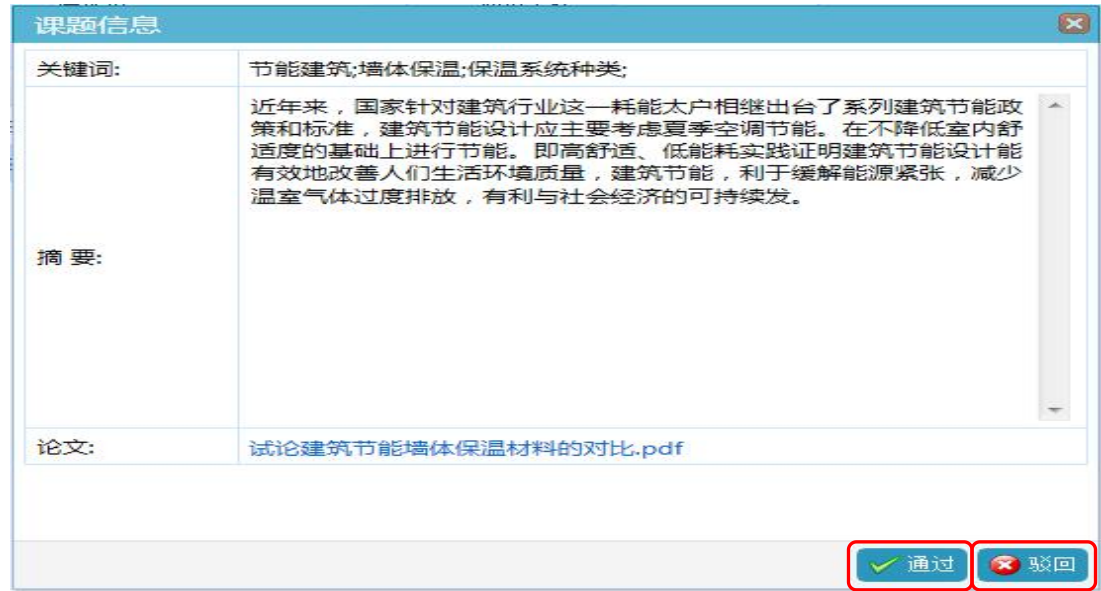 课题信息
关键词: 节能建筑;墙体保温;保温系统种类;
近年来，国家针对建筑行业这一耗能太户相继出台了系列建筑节能政
策和标准，建筑节能设计应主要考虑夏季空调节能。在不降低室内舒
适度的基础上进行节能。即高舒适、低能耗实践证明建筑节能设计能
有效地改善人们生活环境质量，建筑节能，利于缓解能源紧张，减少
温室气体过度排放，有利与社会经济的可持续发。
摘 要:
论文: 试论建筑节能墙体保温材料的对比.pdf
通过 驳回